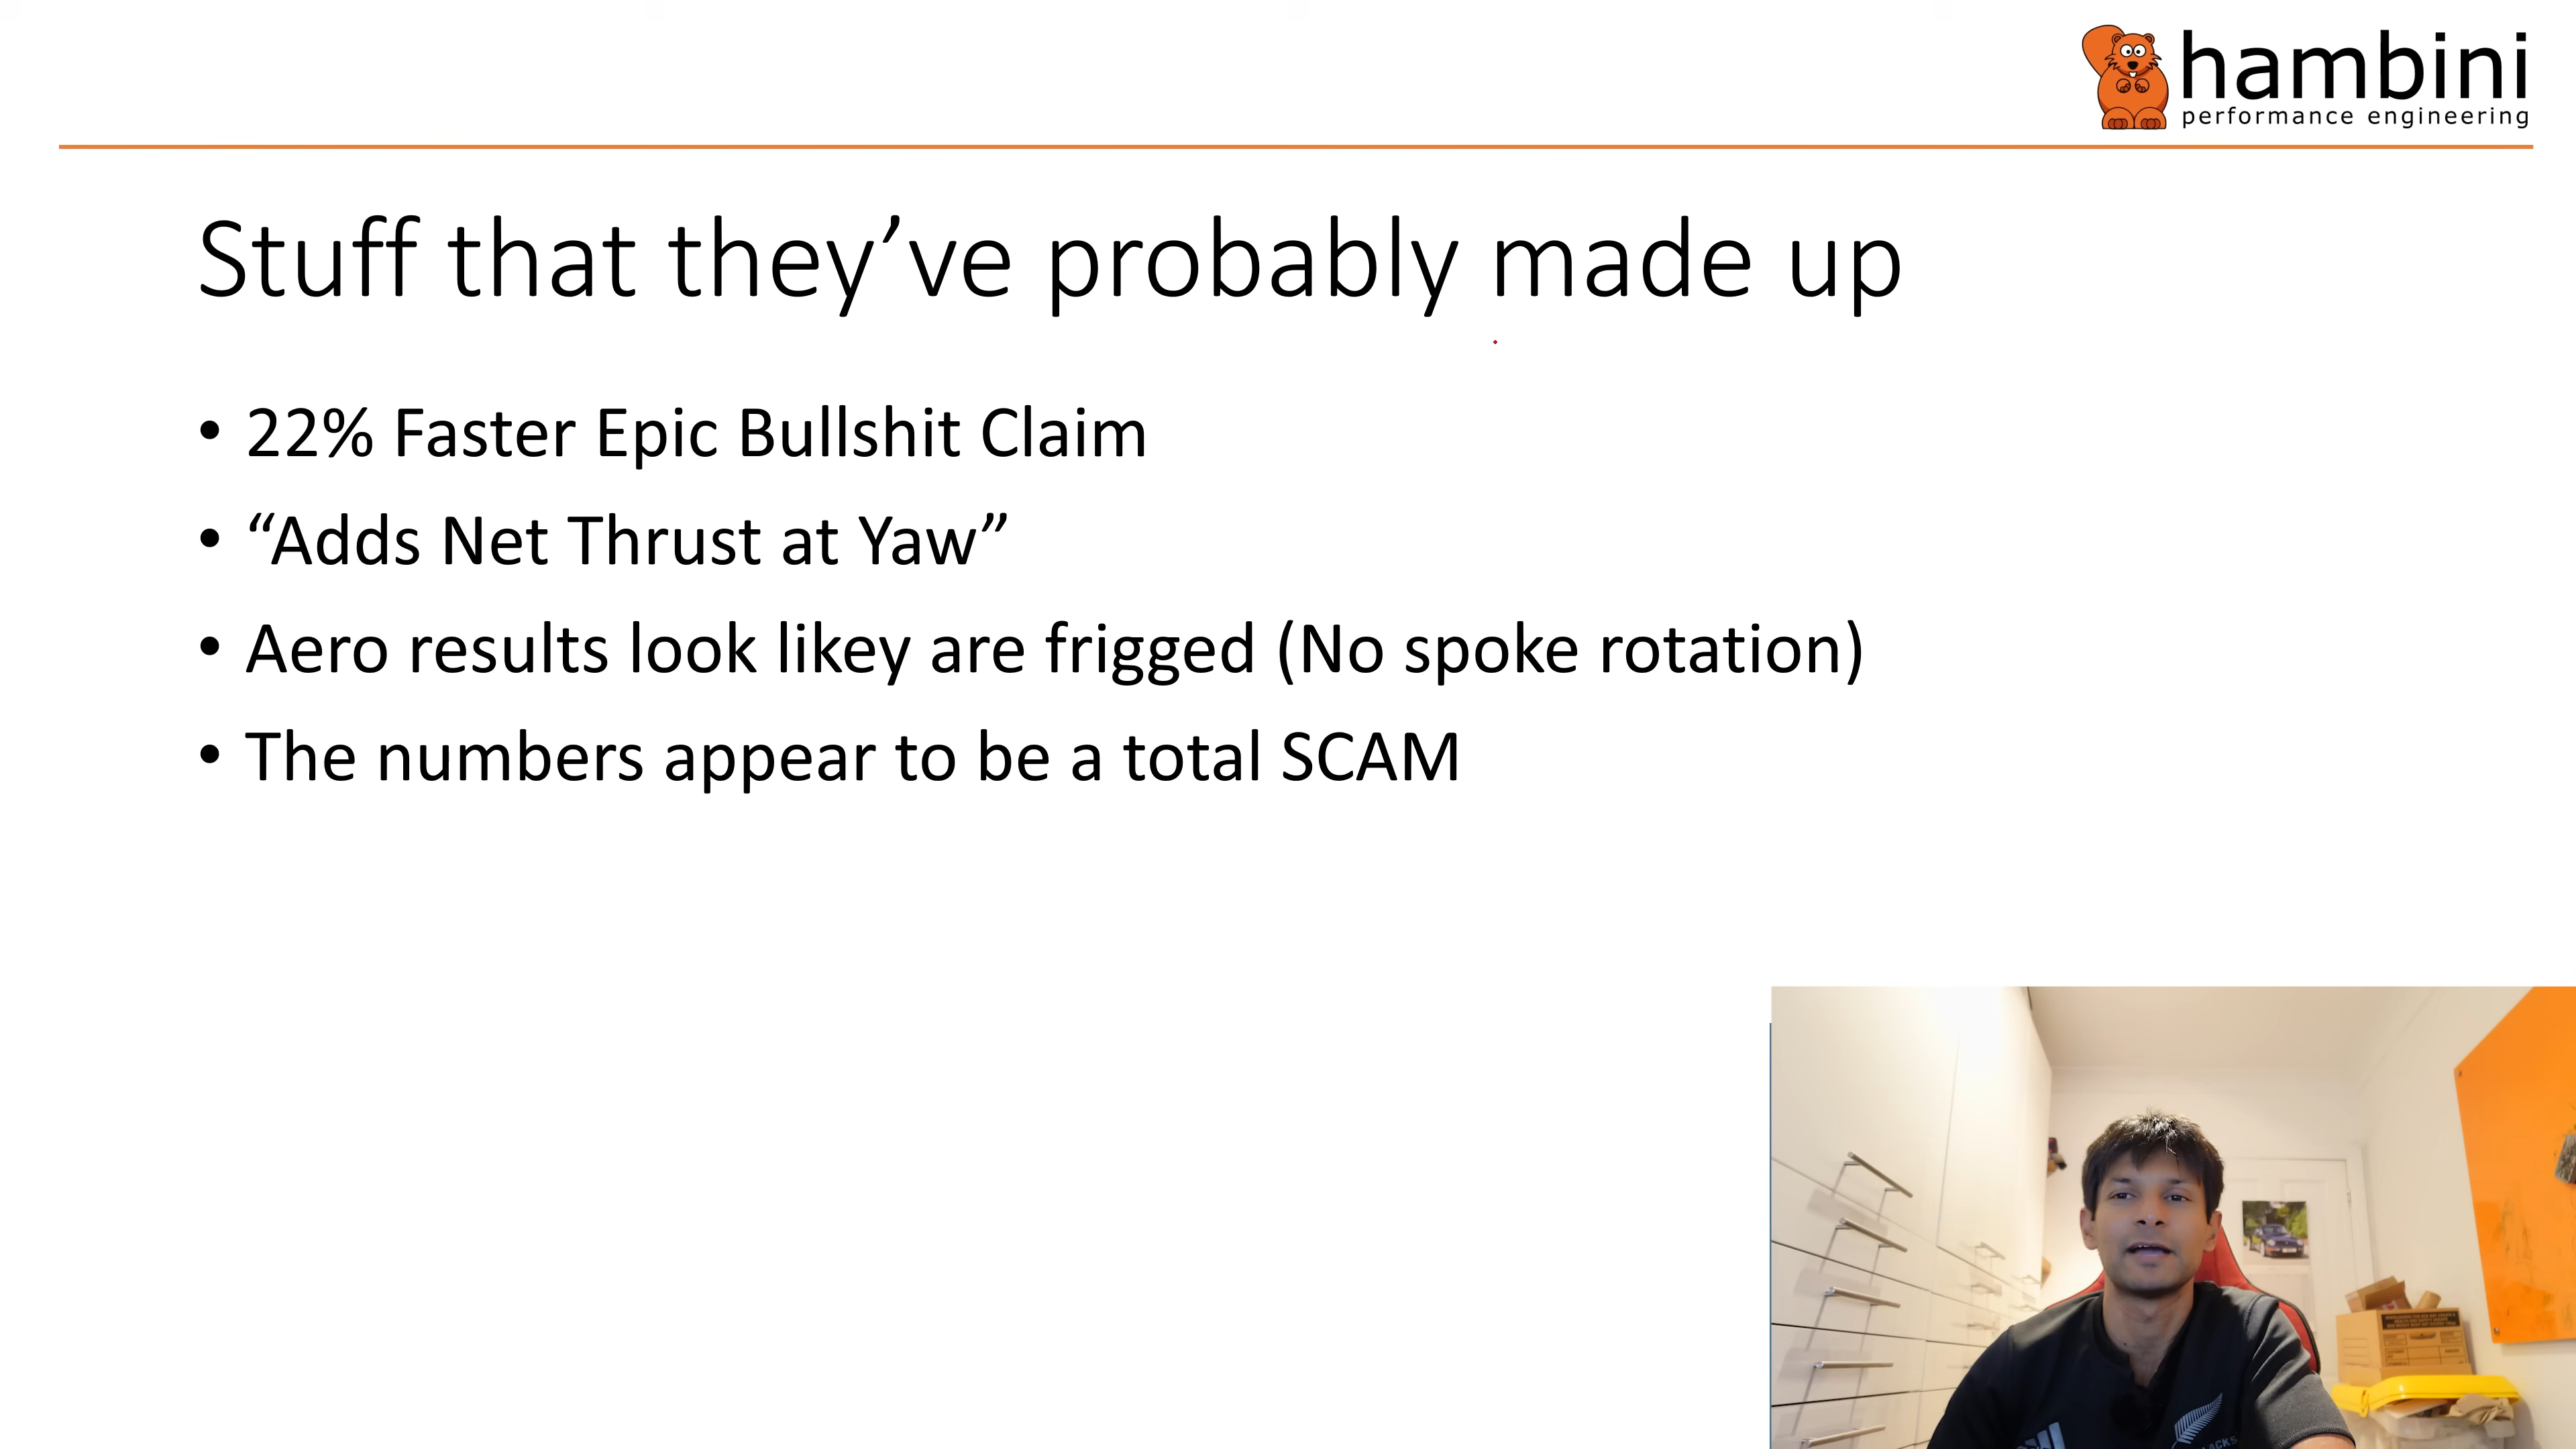 hambini
performance engineering
Stuff that they’ve probably made up
• 22% Faster Epic Bullshit Claim
• “Adds Net Thrust at Yaw”
• Aero results look likey are frigged (No spoke rotation)
• The numbers appear to be a total SCAM